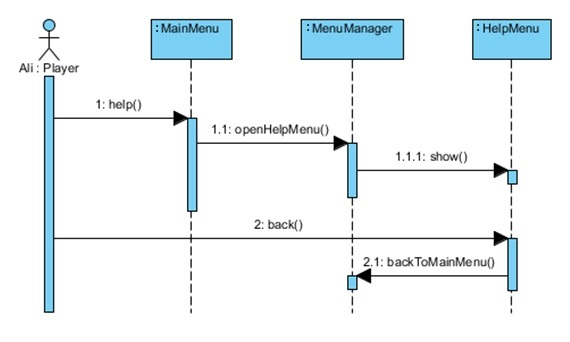 : MainMenu
: MenuManager
: HelpMenu
Ali : Player
1: help()
1.1: openHelpMenu()
1.1.1: show()
2: back()
2.1: backToMainMenu()